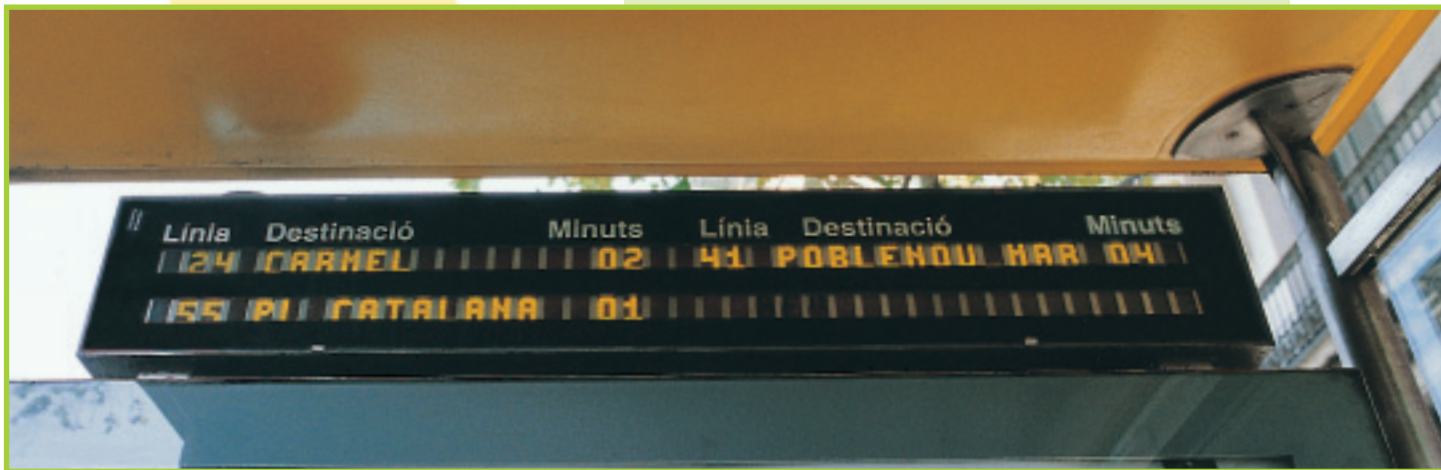 Línia Destinació Minuts Línia Destinació Minuts
24 CARMEL 02 41 POBLENOU MAR 04
55 PL CATALANA 01